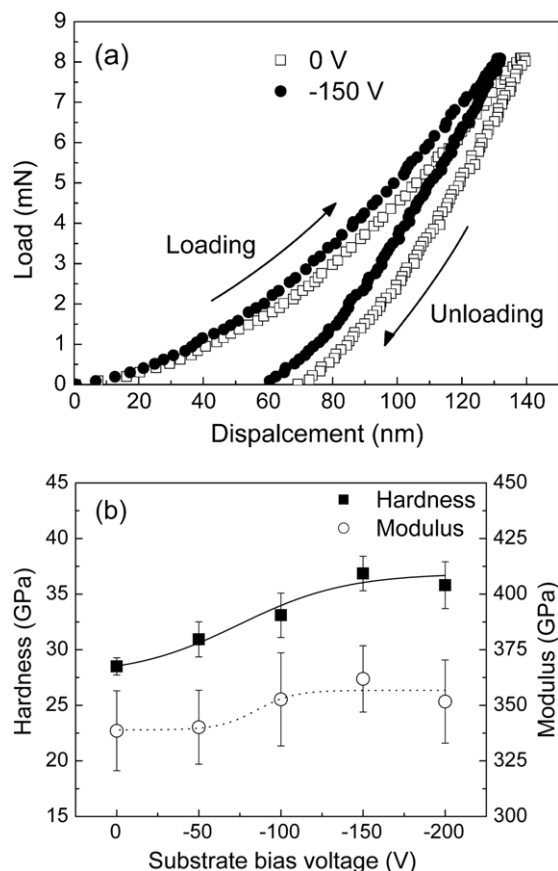 (a)
0 V
-150 V
Loading
Unloading
Load (mN)
9
8
7
6
5
4
3
2
1
0
0 20 40 60 80 100 120 140
Dispalcement (nm)
(b)
Hardness
Modulus
Hardness (GPa)
45
40
35
30
25
20
15
450
425
400
375
350
325
300
Modulus (GPa)
0 -50 -100 -150 -200
Substrate bias voltage (V)